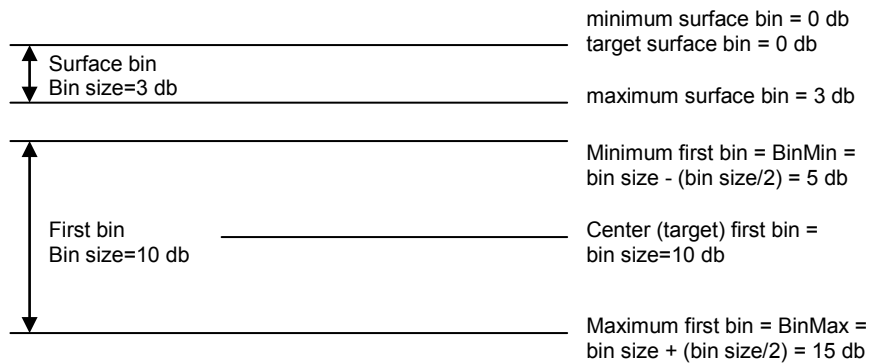 minimum surface bin = 0 db
target surface bin = 0 db
Surface bin
Bin size=3 db
maximum surface bin = 3 db
Minimum first bin = BinMin =
bin size - (bin size/2) = 5 db
First bin
Bin size=10 db
Center (target) first bin =
bin size=10 db
Maximum first bin = BinMax =
bin size + (bin size/2) = 15 db